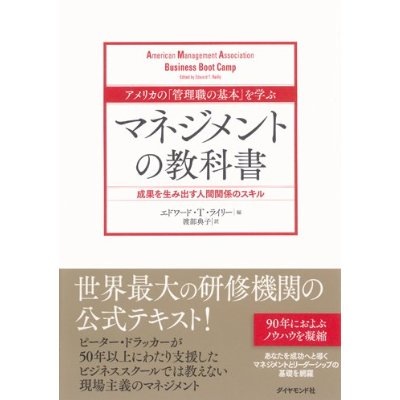 American Management Association
Business Boot Camp
Edited by Edward T. Reilly
アメリカの「管理職の基本」を学ぶ
マネジメント
の教科書
成果を生み出す人間関係のスキル
エドワード・T・ライリー 編
渡部典子 訳
世界最大の研修機関の
公式テキスト!
ピーター・ドラッカーが
50年以上にわたり支援した
ビジネススクールでは教えない
現場主義のマネジメント
90年におよぶ
ノウハウを凝縮
あなたを成功へと導く
マネジメントとリーダーシップの
基礎を網羅
ダイヤモンド社